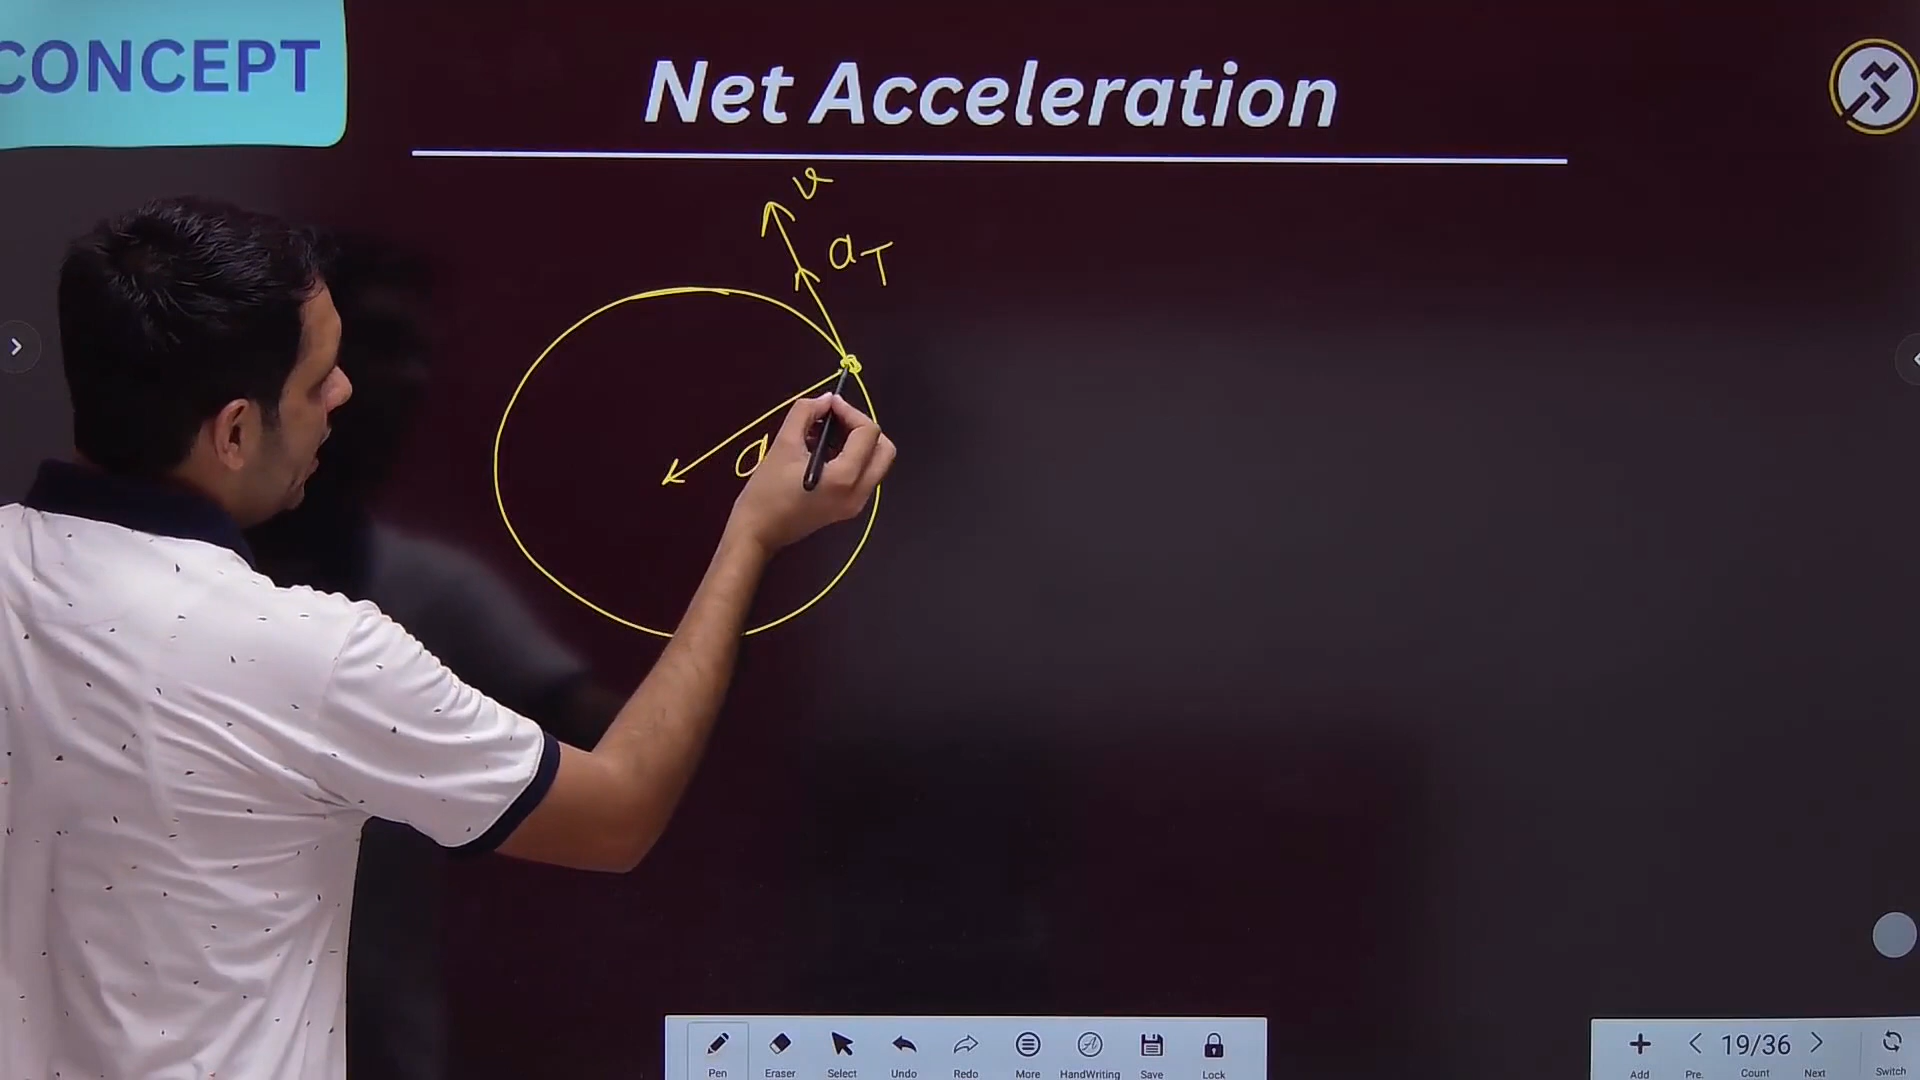 CONCEPT
Net Acceleration
v
a_T
a
Pen
Eraser
Select
Undo
Redo
More
HandWriting
Save
Lock
Add
Pre.
19/36
Count
Next
Switch